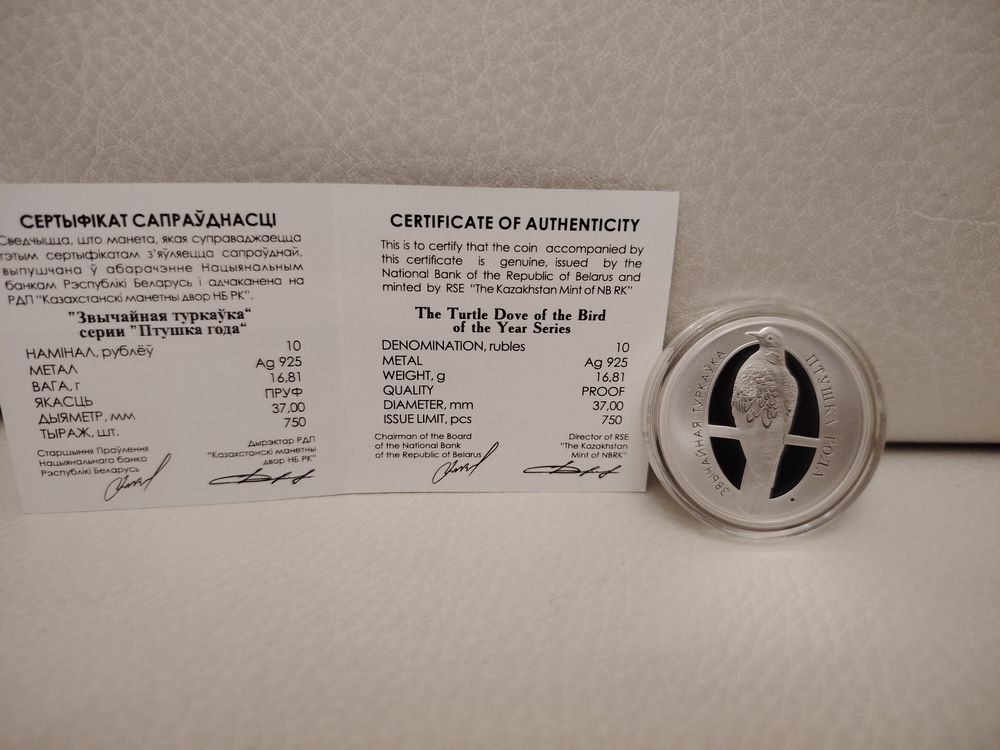 СЕРТЫФІКАТ САПРАЎДНАСЦІ
Сведчыцца, што манета, якая суправаджаецца
гэтым сертыфікатам з'яўляецца сапраўднай,
выпушчана ў абарачэнне Нацыянальным
банкам Рэспублікі Беларусь і адчаканена на
РДП "Казахстанскі манетны двор НБ РК".
"Звычайная туркаўка"
серии "Птушка года"
НАМІНАЛ, рублёў 10
МЕТАЛ Ag 925
ВАГА, г 16,81
ЯКАСЦЬ ПРУФ
ДЫЯМЕТР, мм 37,00
ТЫРАЖ, шт. 750
Старшыння Праўлення
Нацыянальнага банко
Рэспублікі Беларусь
Дырэктар РДП
"Казахстанскі манетны
двор НБ РК"
CERTIFICATE OF AUTHENTICITY
This is to certify that the coin accompanied by
this certificate is genuine, issued by the
National Bank of the Republic of Belarus and
minted by RSE "The Kazakhstan Mint of NB RK"
The Turtle Dove of the Bird
of the Year Series
DENOMINATION, rubles 10
METAL Ag 925
WEIGHT, g 16,81
QUALITY PROOF
DIAMETER, mm 37,00
ISSUE LIMIT, pcs 750
Chairman of the Board
of the National Bank
of the Republic of Belarus
Director of RSE
"The Kazakhstan
Mint of NBRK"
ЗВЫЧАЙНАЯ ТУРКАЎКА
ПТУШКА ГОДА